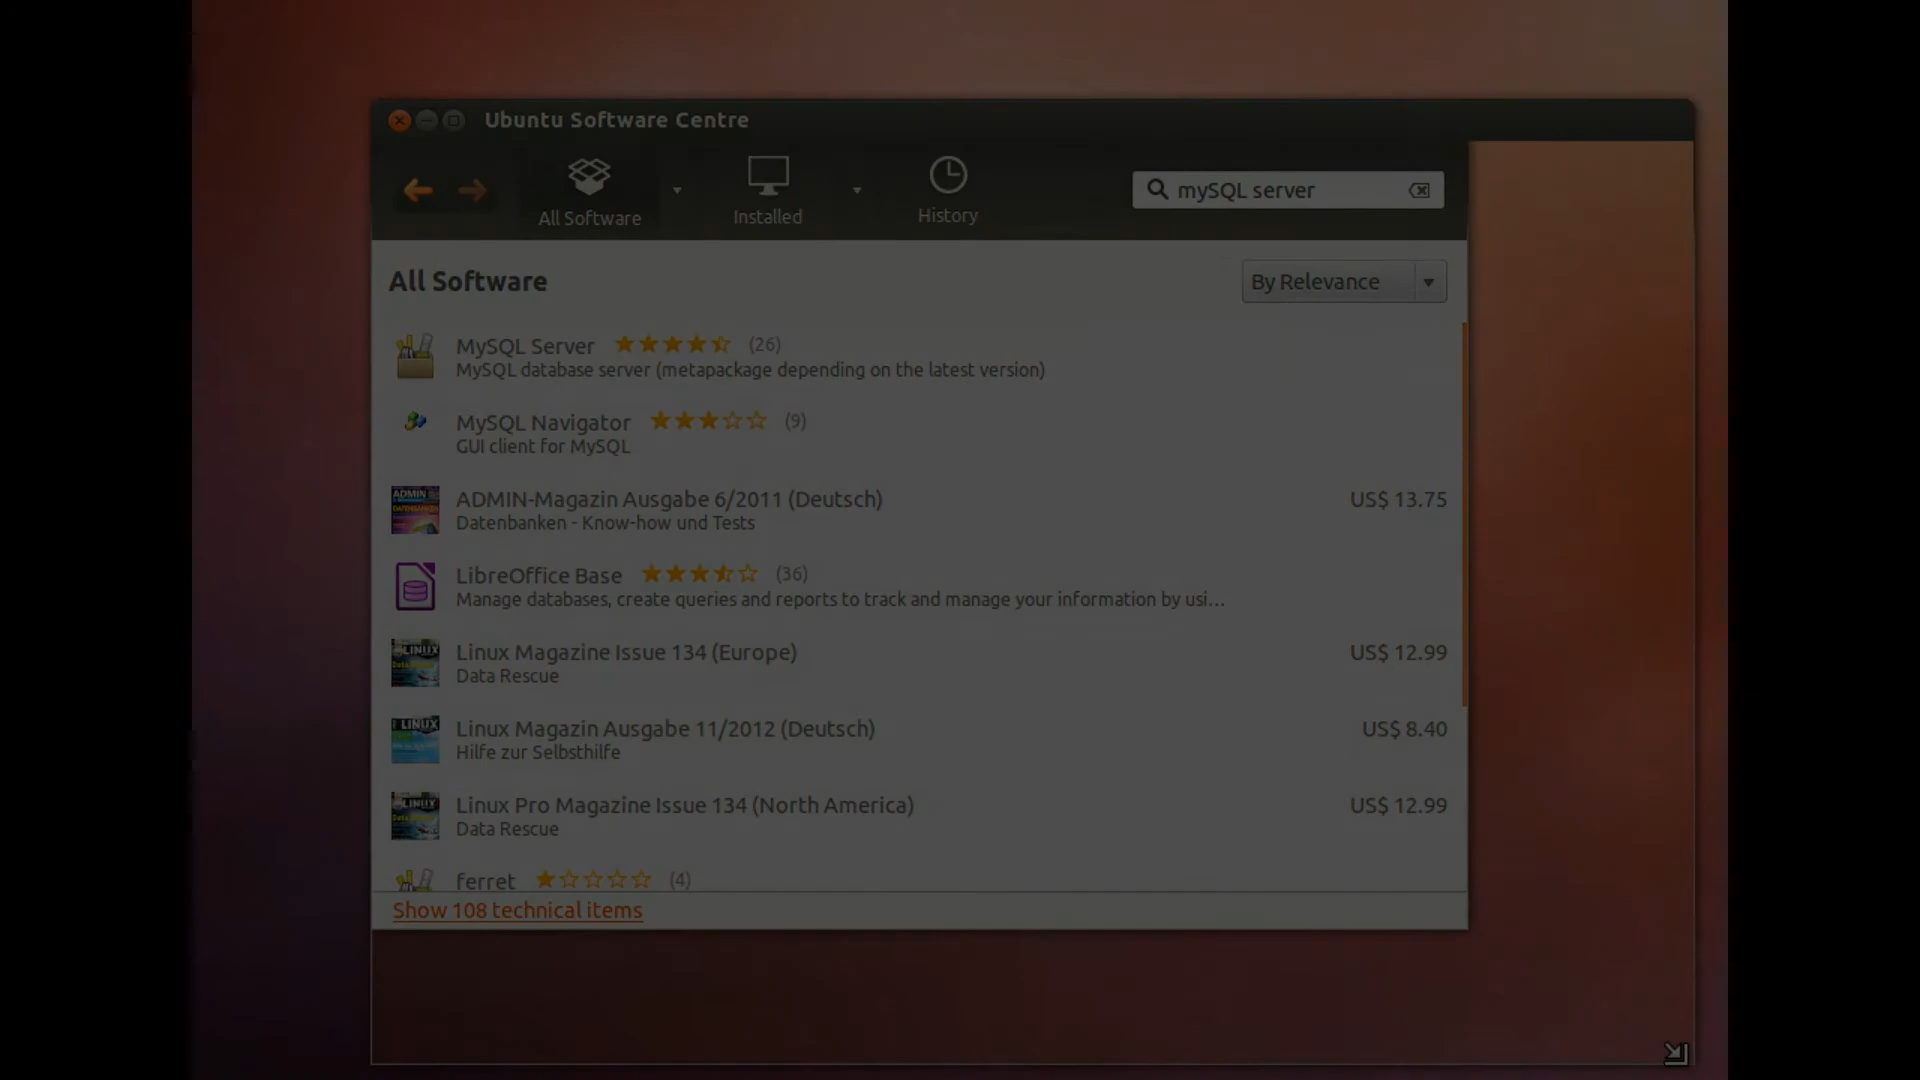 Ubuntu Software Centre
All Software
Installed
History
mySQL server
All Software
By Relevance
MySQL Server (26)
MySQL database server (metapackage depending on the latest version)
MySQL Navigator (9)
GUI client for MySQL
ADMIN-Magazin Ausgabe 6/2011 (Deutsch) US$ 13.75
Datenbanken - Know-how und Tests
LibreOffice Base (36)
Manage databases, create queries and reports to track and manage your information by usi...
Linux Magazine Issue 134 (Europe) US$ 12.99
Data Rescue
Linux Magazin Ausgabe 11/2012 (Deutsch) US$ 8.40
Hilfe zur Selbsthilfe
Linux Pro Magazine Issue 134 (North America) US$ 12.99
Data Rescue
ferret (4)
Show 108 technical items